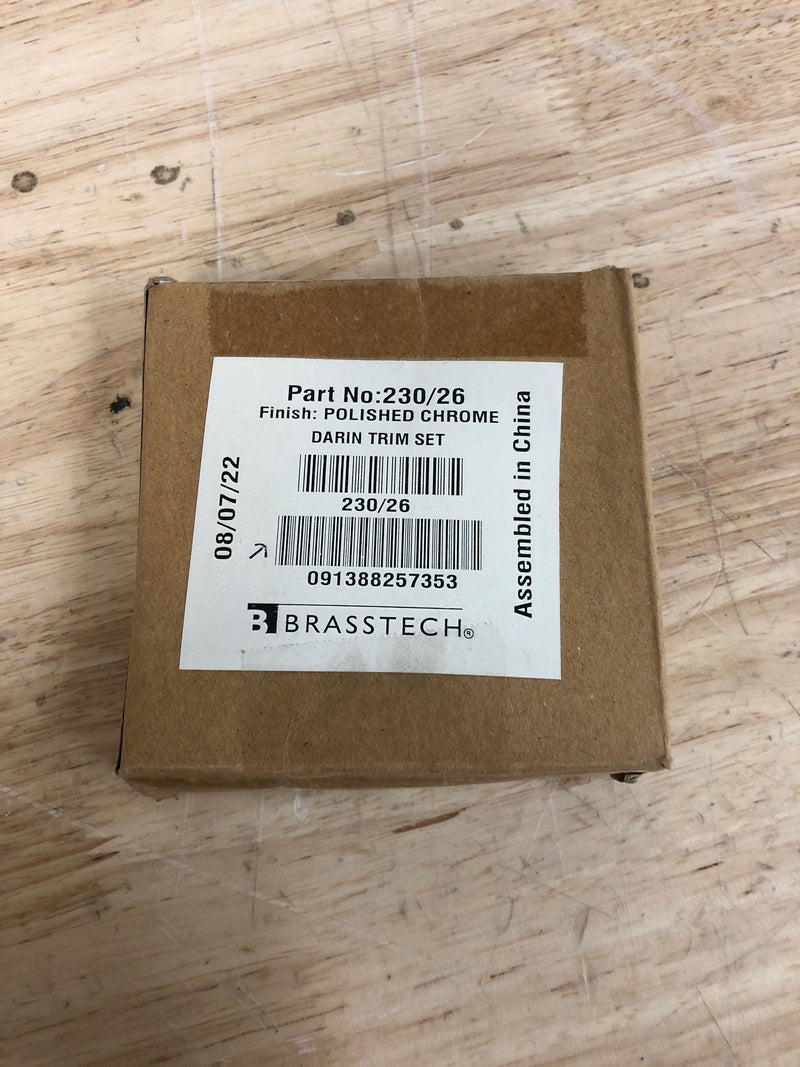 Part No:230/26
Finish: POLISHED CHROME
DARIN TRIM SET
230/26
091388257353
B BRASSTECH®
08/07/22
Assembled in China